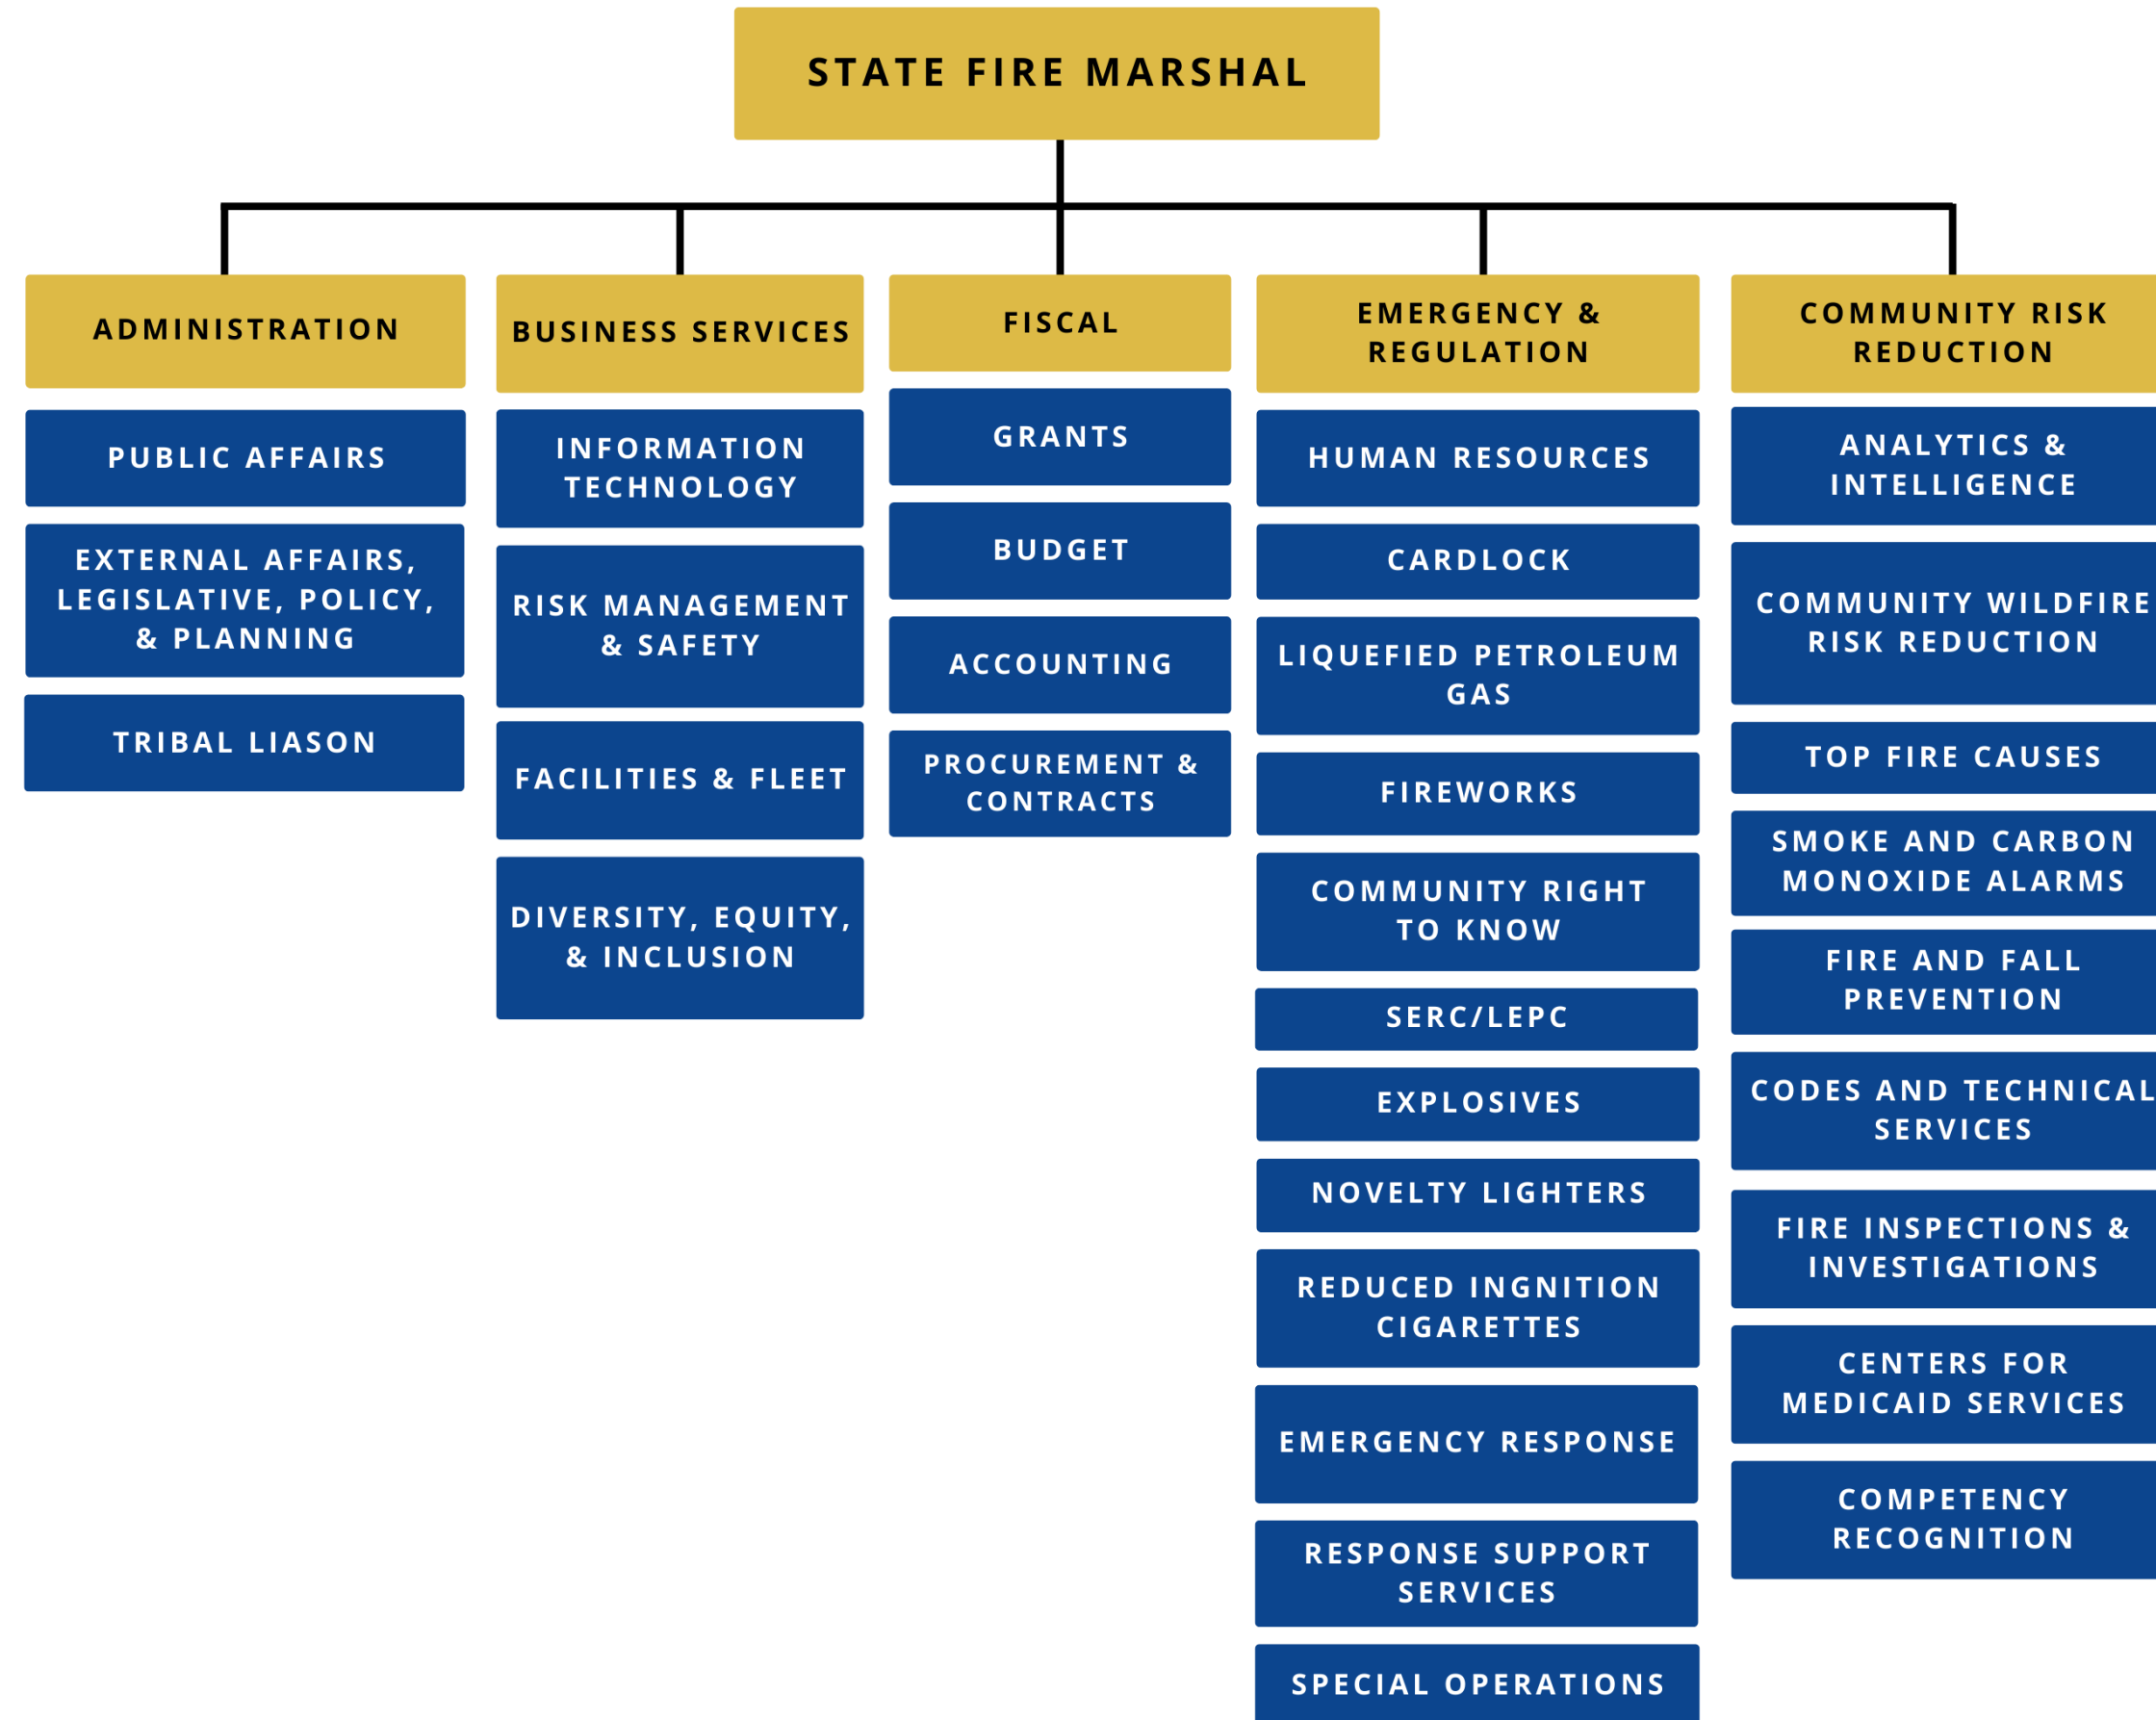 STATE FIRE MARSHAL
ADMINISTRATION
PUBLIC AFFAIRS
EXTERNAL AFFAIRS,
LEGISLATIVE, POLICY,
& PLANNING
TRIBAL LIASON
BUSINESS SERVICES
INFORMATION
TECHNOLOGY
RISK MANAGEMENT
& SAFETY
FACILITIES & FLEET
DIVERSITY, EQUITY,
& INCLUSION
FISCAL
GRANTS
BUDGET
ACCOUNTING
PROCUREMENT &
CONTRACTS
EMERGENCY &
REGULATION
HUMAN RESOURCES
CARDLOCK
LIQUEFIED PETROLEUM
GAS
FIREWORKS
COMMUNITY RIGHT
TO KNOW
SERC/LEPC
EXPLOSIVES
NOVELTY LIGHTERS
REDUCED INGNITION
CIGARETTES
EMERGENCY RESPONSE
RESPONSE SUPPORT
SERVICES
SPECIAL OPERATIONS
COMMUNITY RISK
REDUCTION
ANALYTICS &
INTELLIGENCE
COMMUNITY WILDFIRE
RISK REDUCTION
TOP FIRE CAUSES
SMOKE AND CARBON
MONOXIDE ALARMS
FIRE AND FALL
PREVENTION
CODES AND TECHNICAL
SERVICES
FIRE INSPECTIONS &
INVESTIGATIONS
CENTERS FOR
MEDICAID SERVICES
COMPETENCY
RECOGNITION